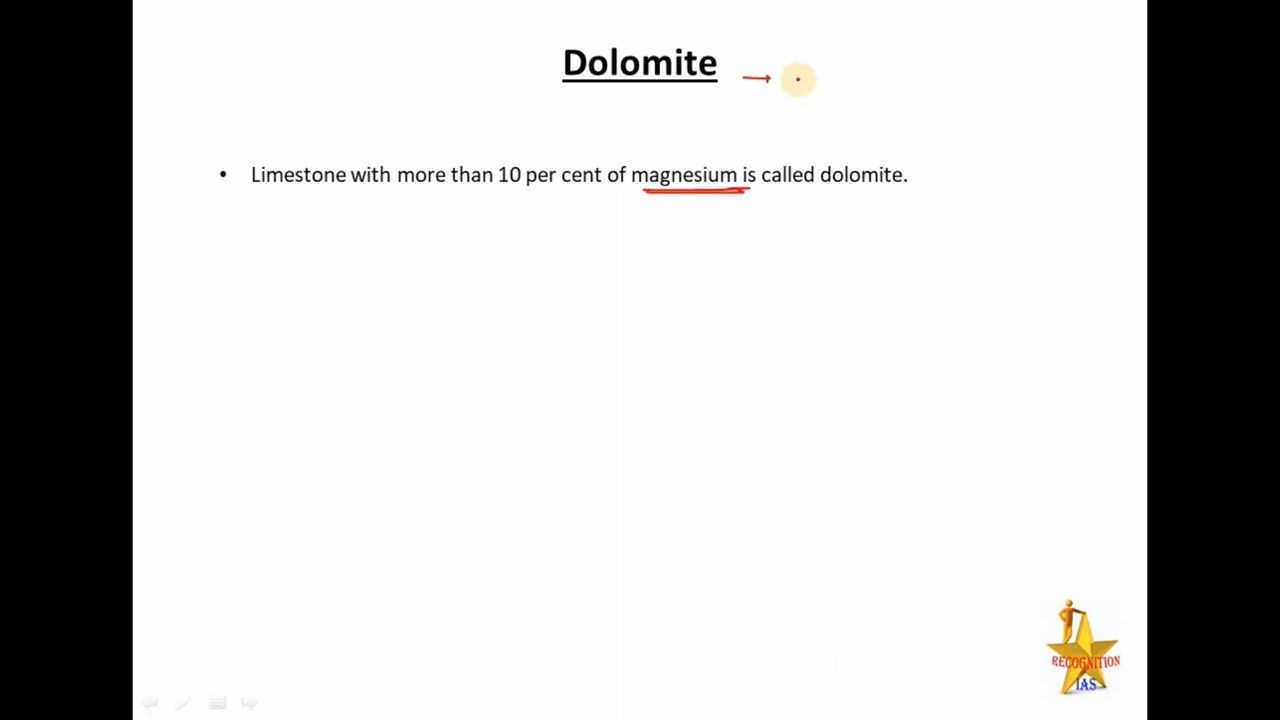 Dolomite
• Limestone with more than 10 per cent of magnesium is called dolomite.
RECOGNITION
IAS